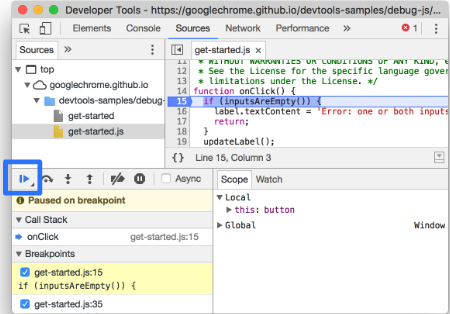 Developer Tools - https://googlechrome.github.io/devtools-samples/debug-js/...
Elements Console Sources Network Performance » 1
Sources »
get-started.js ×
top
googlechrome.github.io
devtools-samples/debug-
get-started
get-started.js
11 * WITHOUT WARRANTIES OR CONDITIONS OF ANY KIND, e
12 * See the License for the specific language gover
13 * limitations under the License. */
14 function onClick() {
15 if (inputsAreEmpty()) {
16 label.textContent = 'Error: one or both inputs
17 return;
18 }
19 updateLabel();
{} Line 15, Column 3
Async
Paused on breakpoint
Call Stack
onClick get-started.js:15
Breakpoints
get-started.js:15
if (inputsAreEmpty()) {
get-started.js:35
Scope Watch
Local
this: button
Global Window